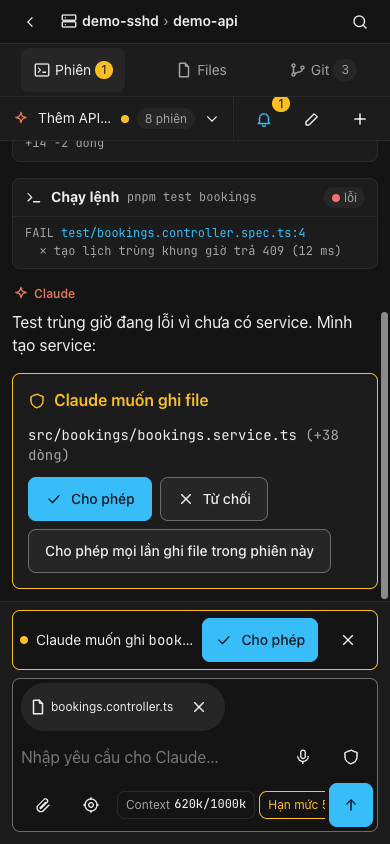 demo-sshd › demo-api
Phiên 1 Files Git 3
Thêm API... 8 phiên 1
+14 -2 dòng
Chạy lệnh pnpm test bookings lỗi
FAIL test/bookings.controller.spec.ts:4
× tạo lịch trùng khung giờ trả 409 (12 ms)
Claude
Test trùng giờ đang lỗi vì chưa có service. Mình
tạo service:
Claude muốn ghi file
src/bookings/bookings.service.ts (+38
dòng)
Cho phép Từ chối
Cho phép mọi lần ghi file trong phiên này
Claude muốn ghi book... Cho phép
bookings.controller.ts
Nhập yêu cầu cho Claude...
Context 620k/1000k Hạn mức